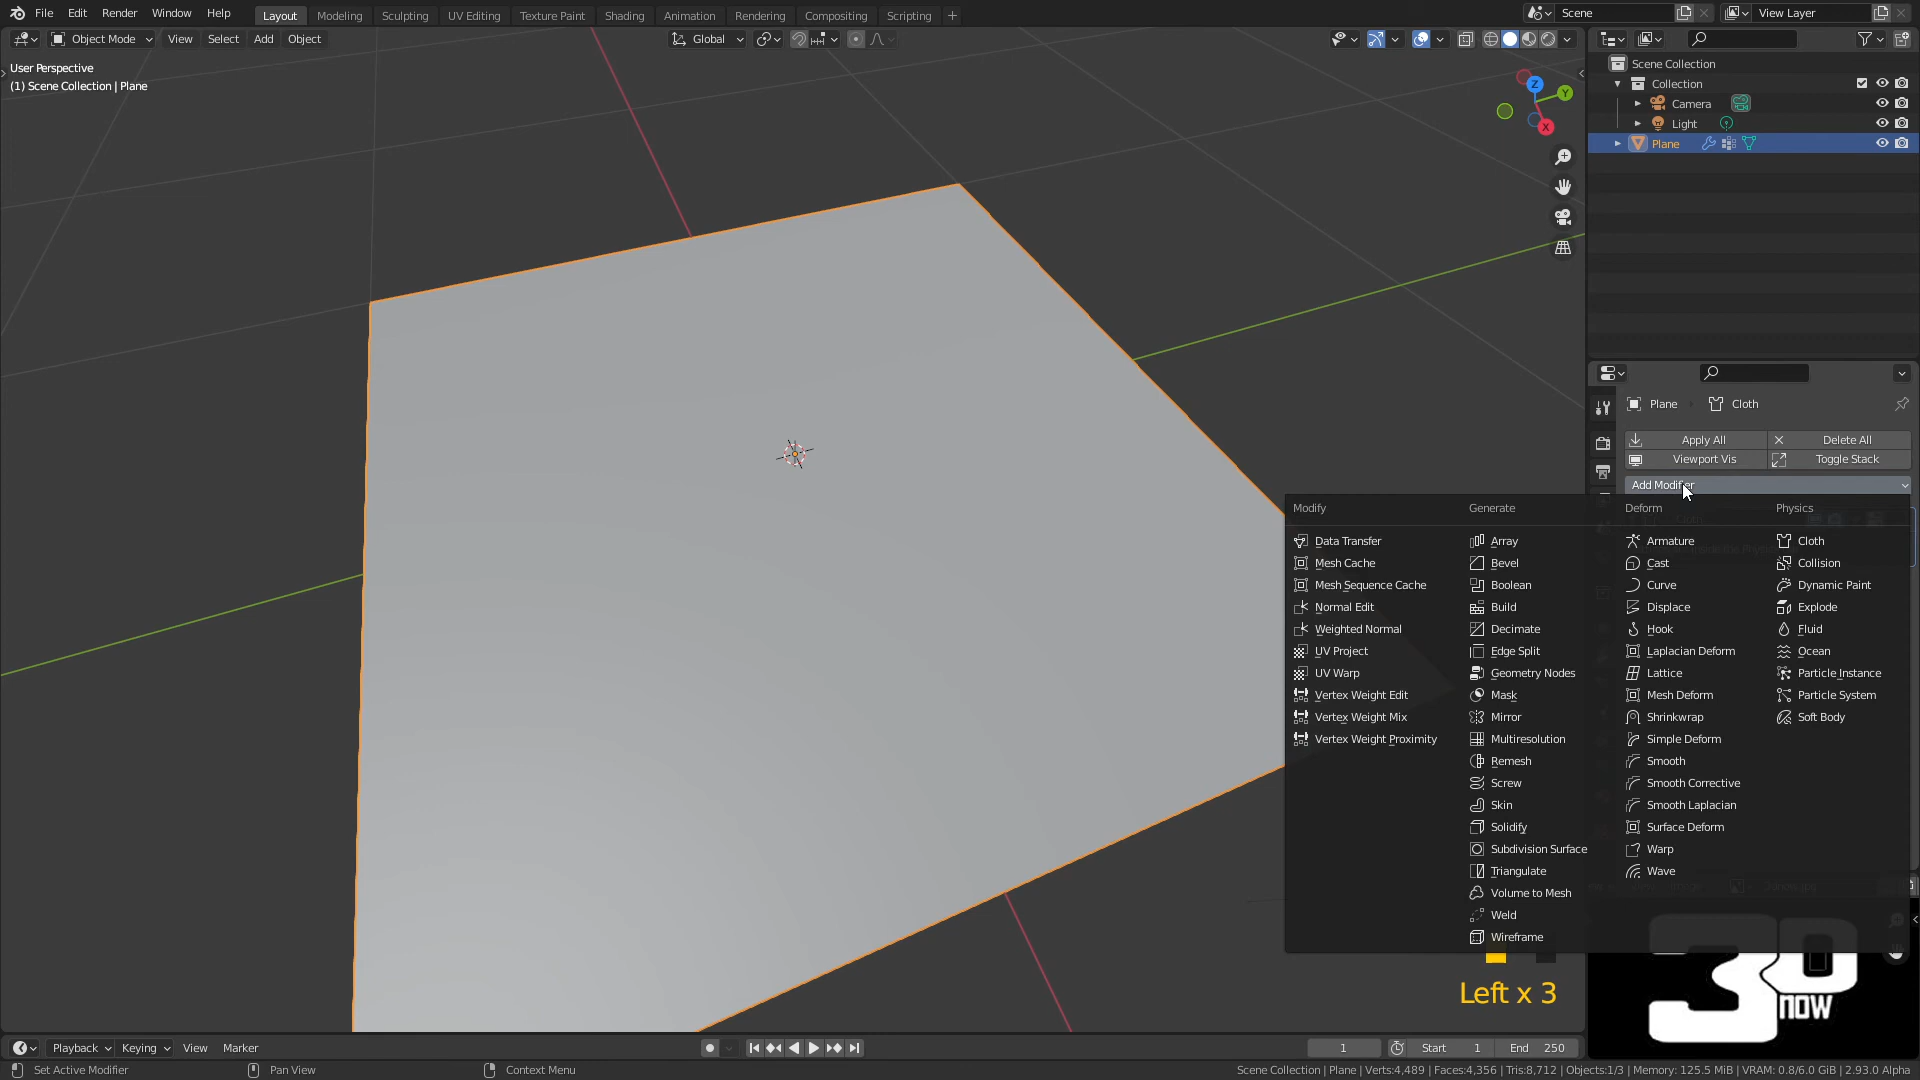 File Edit Render Window Help Layout Modeling Sculpting UV Editing Texture Paint Shading Animation Rendering Compositing Scripting + Scene View Layer
Object Mode View Select Add Object Global
User Perspective
(1) Scene Collection | Plane
Z
Y
X
Scene Collection
Collection
Camera
Light
Plane
Plane Cloth
Apply All Delete All
Viewport Vis Toggle Stack
Add Modifier
Modify
Data Transfer
Mesh Cache
Mesh Sequence Cache
Normal Edit
Weighted Normal
UV Project
UV Warp
Vertex Weight Edit
Vertex Weight Mix
Vertex Weight Proximity
Generate
Array
Bevel
Boolean
Build
Decimate
Edge Split
Geometry Nodes
Mask
Mirror
Multiresolution
Remesh
Screw
Skin
Solidify
Subdivision Surface
Triangulate
Volume to Mesh
Weld
Wireframe
Deform
Armature
Cast
Curve
Displace
Hook
Laplacian Deform
Lattice
Mesh Deform
Shrinkwrap
Simple Deform
Smooth
Smooth Corrective
Smooth Laplacian
Surface Deform
Warp
Wave
Physics
Cloth
Collision
Dynamic Paint
Explode
Fluid
Ocean
Particle Instance
Particle System
Soft Body
Left x 3
3D
now
Playback Keying View Marker 1 Start 1 End 250
Set Active Modifier Pan View Context Menu Scene Collection | Plane | Verts:4,489 | Faces:4,356 | Tris:8,712 | Objects:1/3 | Memory: 125.5 MiB | VRAM: 0.8/6.0 GiB | 2.93.0 Alpha